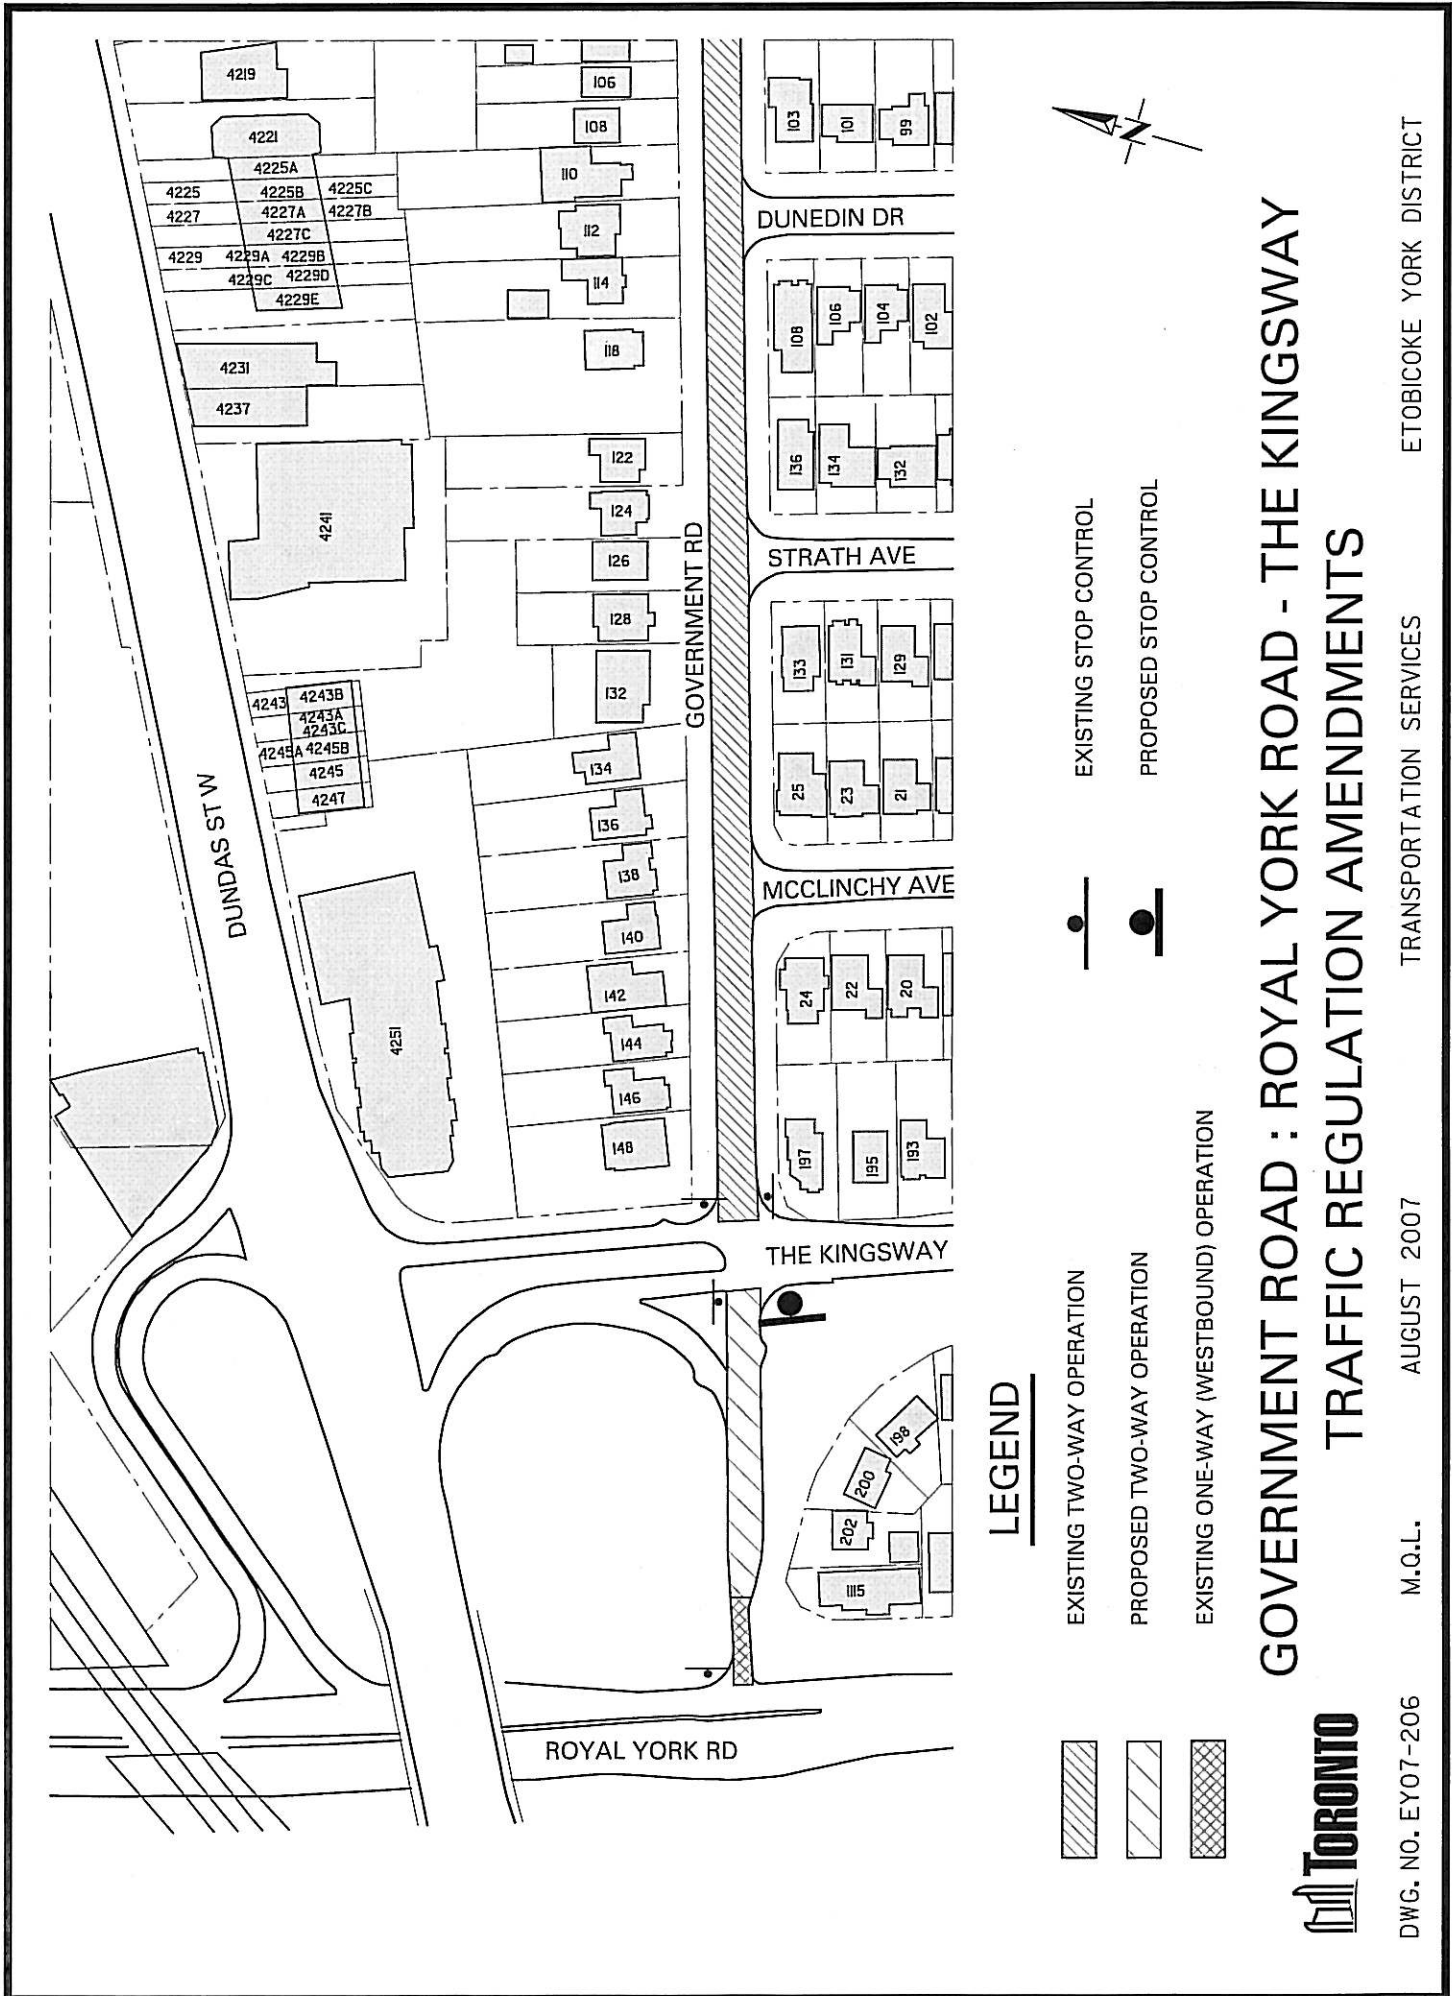 4219
4221
4225A
4225
4225B
4225C
4227
4227A
4227B
4227C
4229
4229A
4229B
4229C
4229D
4229E
4231
4237
4241
4243
4243B
4243A
4243C
4245A
4245B
4245
4247
4251
DUNDAS ST W
106
108
110
112
114
118
122
124
126
128
132
134
136
138
140
142
144
146
148
GOVERNMENT RD
103
101
99
DUNEDIN DR
108
106
104
102
136
134
132
STRATH AVE
133
131
129
25
23
21
MCCLINCHY AVE
24
22
20
197
195
193
THE KINGSWAY
198
200
202
1115
ROYAL YORK RD
N
LEGEND
EXISTING TWO-WAY OPERATION
PROPOSED TWO-WAY OPERATION
EXISTING ONE-WAY (WESTBOUND) OPERATION
EXISTING STOP CONTROL
PROPOSED STOP CONTROL
GOVERNMENT ROAD : ROYAL YORK ROAD - THE KINGSWAY
TRAFFIC REGULATION AMENDMENTS
TORONTO
DWG. NO. EY07-206
M.Q.L.
AUGUST 2007
TRANSPORTATION SERVICES
ETOBICOKE YORK DISTRICT